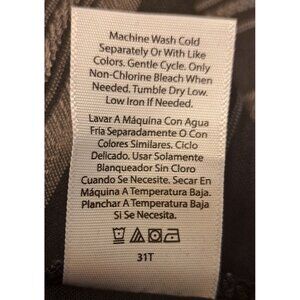 Machine Wash Cold
Separately Or With Like
Colors. Gentle Cycle. Only
Non-Chlorine Bleach When
Needed. Tumble Dry Low.
Low Iron If Needed.
Lavar A Máquina Con Agua
Fría Separadamente O Con
Colores Similares. Ciclo
Delicado. Usar Solamente
Blanqueador Sin Cloro
Cuando Se Necesite. Secar En
Máquina A Temperatura Baja.
Planchar A Temperatura Baja
Si Se Necesita.
31T